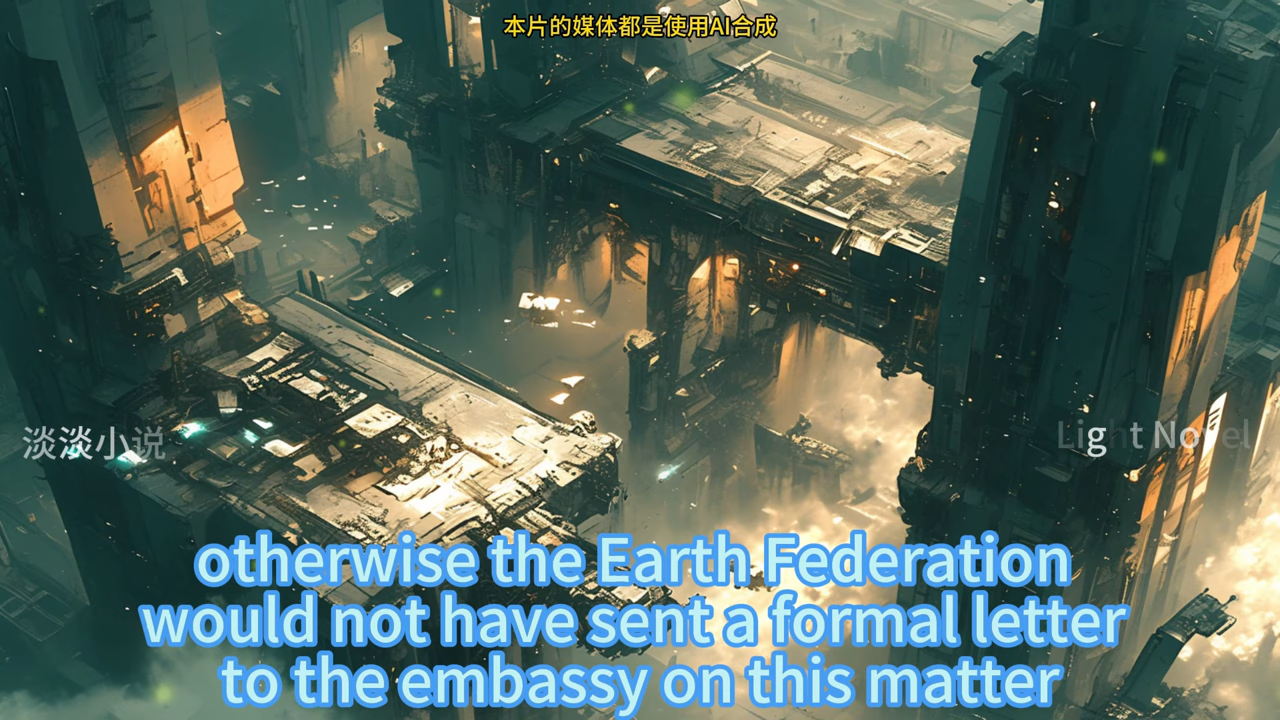 本片的媒体都是使用AI合成
淡淡小说
Light Novel
otherwise the Earth Federation
would not have sent a formal letter
to the embassy on this matter